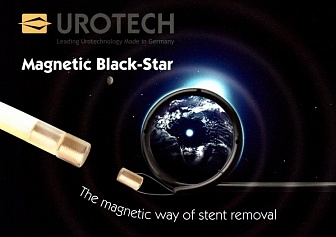 UROTECH
Leading Urotechnology Made in Germany
Magnetic Black-Star
The magnetic way of stent removal